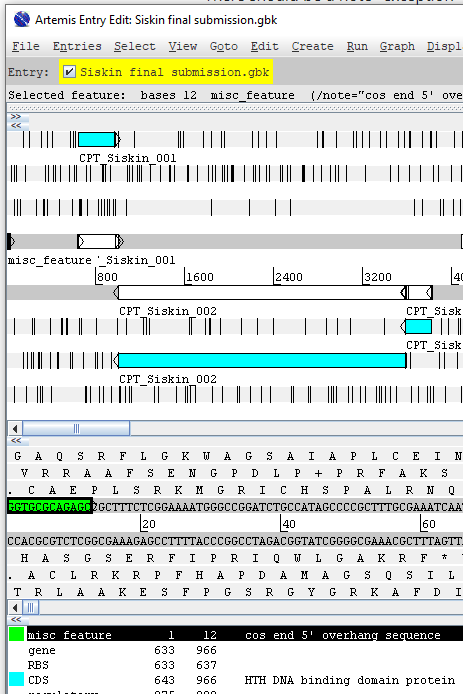 Artemis Entry Edit: Siskin final submission.gbk
File Entries Select View Goto Edit Create Run Graph Displ
Entry: Siskin final submission.gbk
Selected feature: bases 12 misc_feature (/note="cos end 5' over
>>
<<
CPT_Siskin_001
misc_feature
_Siskin_001
800 1600 2400 3200 40
CPT_Siskin_002 CPT_Sisk
CPT_Sisk
CPT_Siskin_002
<<
G A Q S R F L G K W A G S A I A P L C E I N
V R R A A F S E N G P D L P + P R F A K S
. C A E P L S R K M G R I C H S P A L R N Q
GGTGCGCAGAGCCGCTTTCTCGGAAAATGGGCCGGATCTGCCATAGCCCCGCTTTGCGAAATCAAT
20 40 60
CCACGCGTCTCGGCGAAAGAGCCTTTTACCCGGCCTAGACGGTATCGGGGCGAAACGCTTTAGTTA
H A S G S E R F I P R I Q W L G A K R F * 
. A C L R K R P F H A P D A M A G S Q S I L
T R L A A K E S F P G S R G Y G R K A F D I
<<
misc feature 1 12 cos end 5' overhang sequence
gene 633 966
RBS 633 637
CDS 643 966 HTH DNA binding domain protein